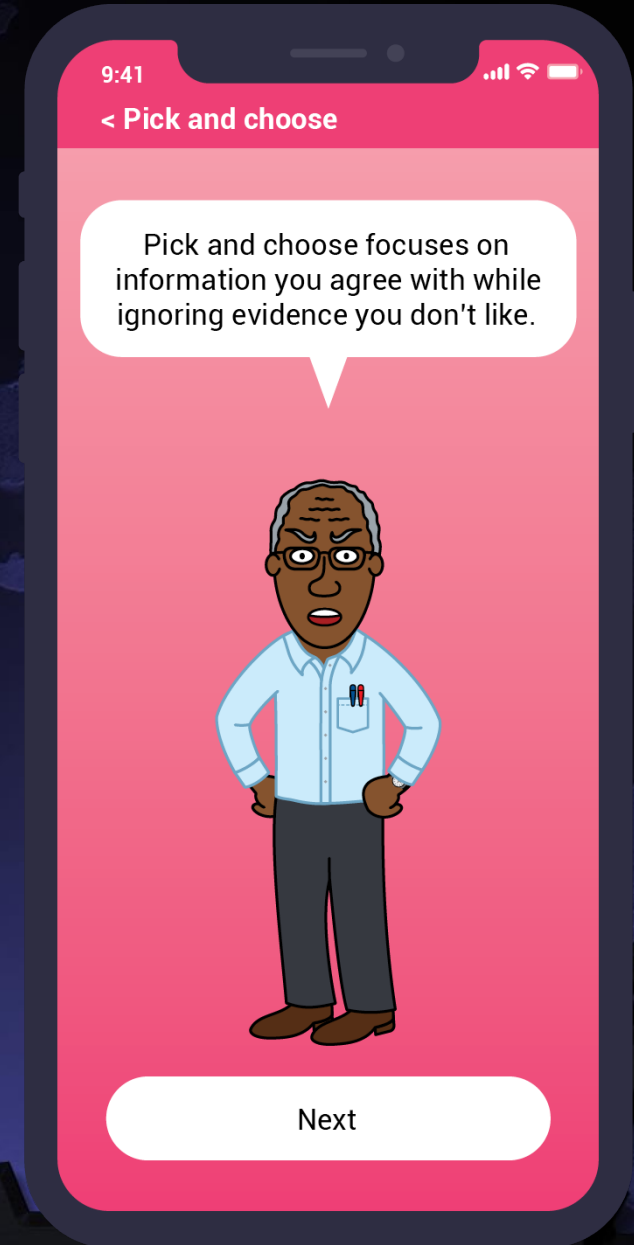 9:41
< Pick and choose
Pick and choose focuses on
information you agree with while
ignoring evidence you don't like.
Next